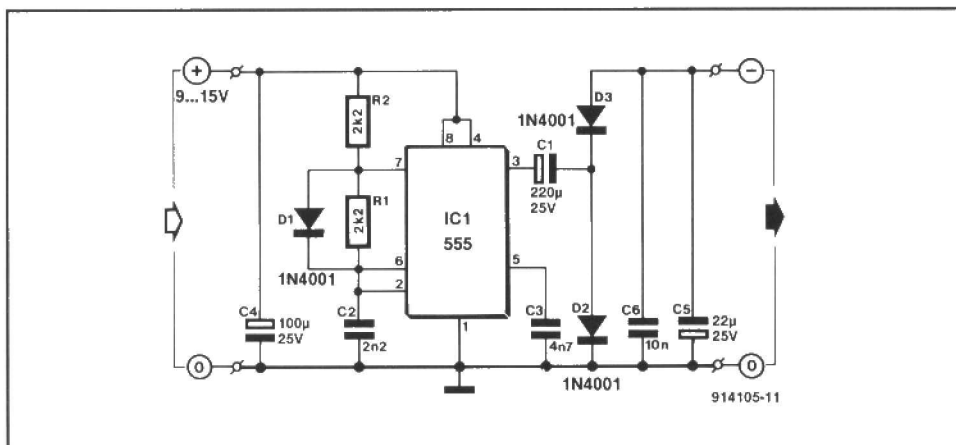 +
9...15V
R2
2k2
D3
1N4001
8 4
7
3
C1
220µ
25V
R1
2k2
D1
1N4001
IC1
555
6
2
5
1
C4
100µ
25V
C2
2n2
C3
4n7
D2
1N4001
C6
10n
C5
22µ
25V
−
0
0
914105-11